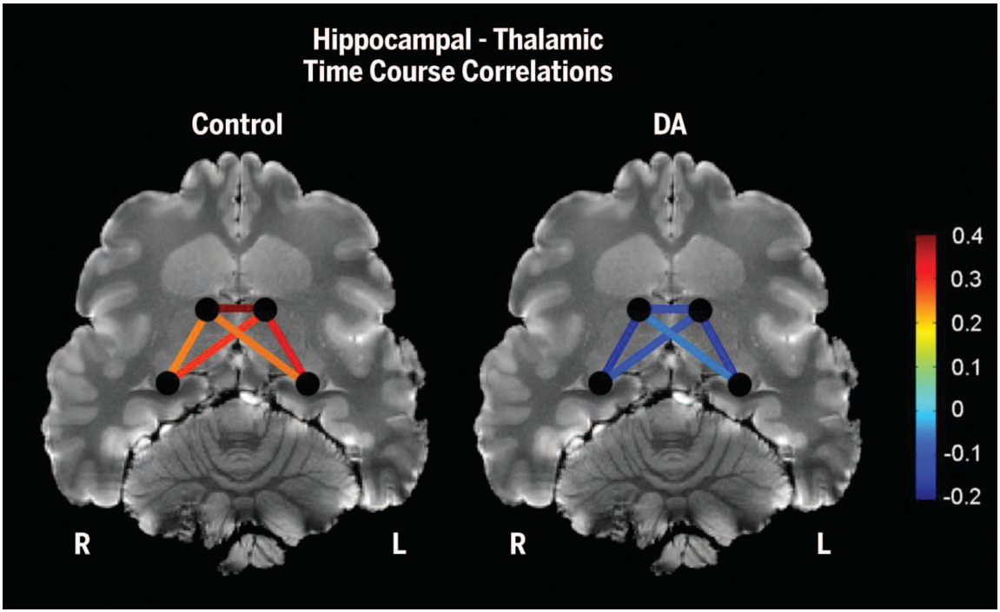 Hippocampal - Thalamic
Time Course Correlations
Control
DA
0.4
0.3
0.2
0.1
0
-0.1
-0.2
R
L
R
L